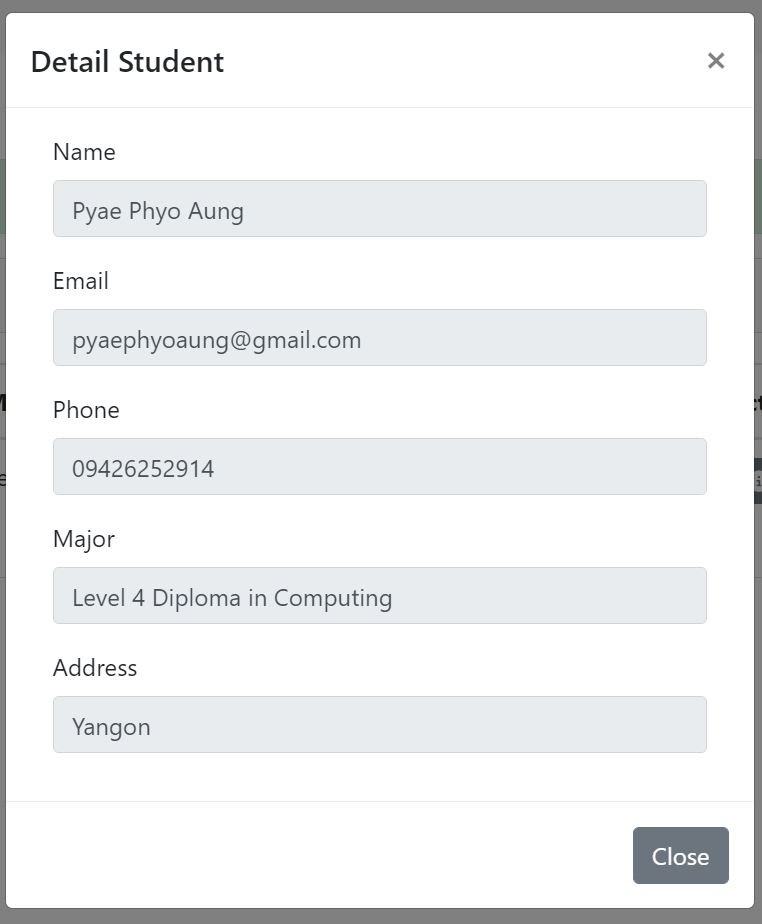 Detail Student
×
Name
Pyae Phyo Aung
Email
pyaephyoaung@gmail.com
Phone
09426252914
Major
Level 4 Diploma in Computing
Address
Yangon
Close